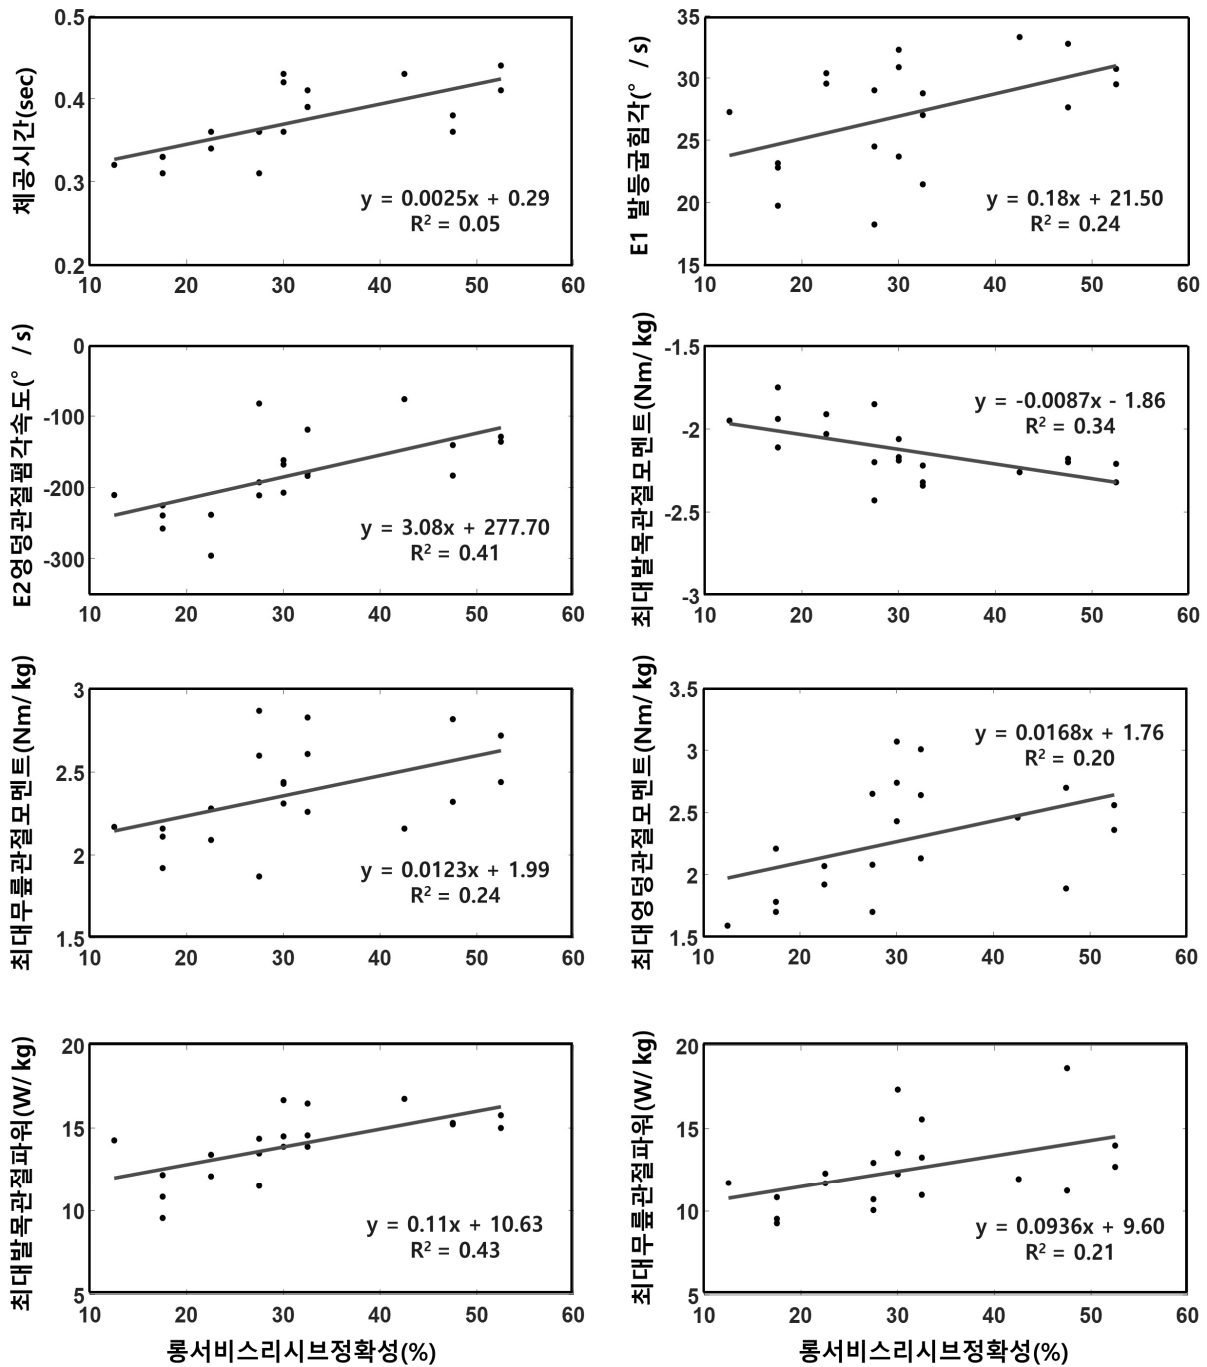 체공시간(sec)
0.5
0.4
0.3
0.2
y = 0.0025x + 0.29
R² = 0.05
10 20 30 40 50 60
E1 발등굽힘각(° / s)
35
30
25
20
15
y = 0.18x + 21.50
R² = 0.24
10 20 30 40 50 60
E2엉덩관절폄각속도(° / s)
0
-100
-200
-300
y = 3.08x + 277.70
R² = 0.41
10 20 30 40 50 60
최대발목관절모멘트(Nm/ kg)
-1.5
-2
-2.5
-3
y = -0.0087x - 1.86
R² = 0.34
10 20 30 40 50 60
최대무릎관절모멘트(Nm/ kg)
3
2.5
2
1.5
y = 0.0123x + 1.99
R² = 0.24
10 20 30 40 50 60
최대엉덩관절모멘트(Nm/ kg)
3.5
3
2.5
2
1.5
y = 0.0168x + 1.76
R² = 0.20
10 20 30 40 50 60
최대발목관절파워(W/ kg)
20
15
10
5
y = 0.11x + 10.63
R² = 0.43
10 20 30 40 50 60
롱서비스리시브정확성(%)
최대무릎관절파워(W/ kg)
20
15
10
5
y = 0.0936x + 9.60
R² = 0.21
10 20 30 40 50 60
롱서비스리시브정확성(%)